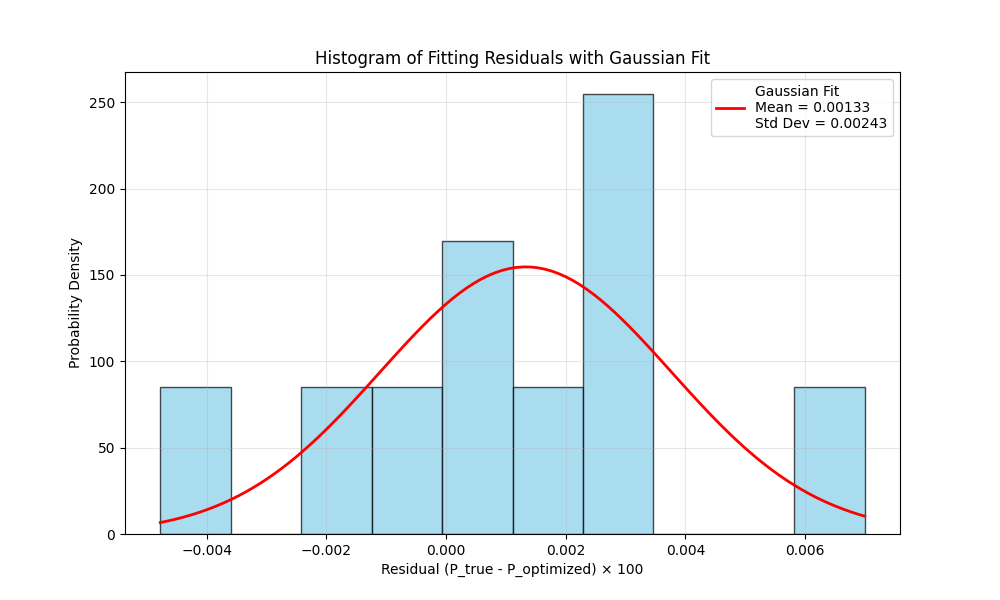 Histogram of Fitting Residuals with Gaussian Fit
Gaussian Fit
Mean = 0.00133
Std Dev = 0.00243
Probability Density
250
200
150
100
50
0
−0.004
−0.002
0.000
0.002
0.004
0.006
Residual (P_true - P_optimized) × 100